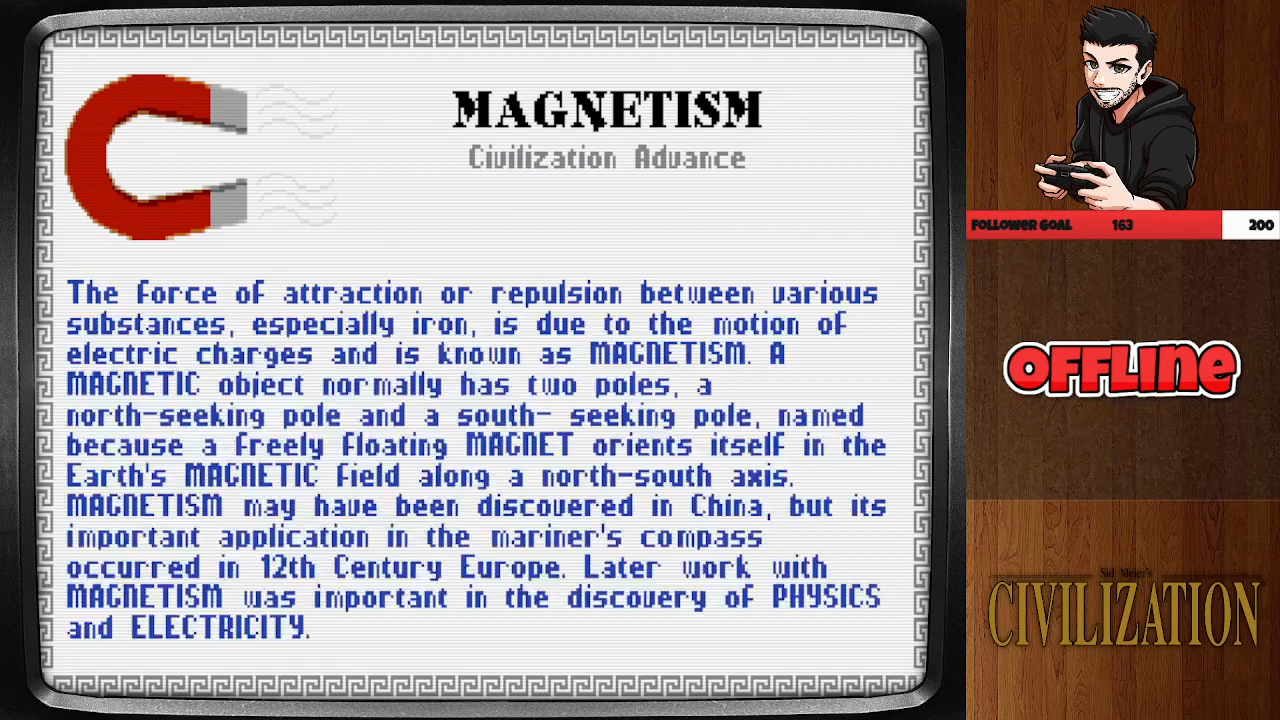 MAGNETISM
Civilization Advance
The force of attraction or repulsion between various
substances, especially iron, is due to the motion of
electric charges and is known as MAGNETISM. A
MAGNETIC object normally has two poles, a
north-seeking pole and a south- seeking pole, named
because a freely floating MAGNET orients itself in the
Earth's MAGNETIC field along a north-south axis.
MAGNETISM may have been discovered in China, but its
important application in the mariner's compass
occurred in 12th Century Europe. Later work with
MAGNETISM was important in the discovery of PHYSICS
and ELECTRICITY.
FOLLOWER GOAL 163 200
OFFLINE
Sid Meier's
CIVILIZATION